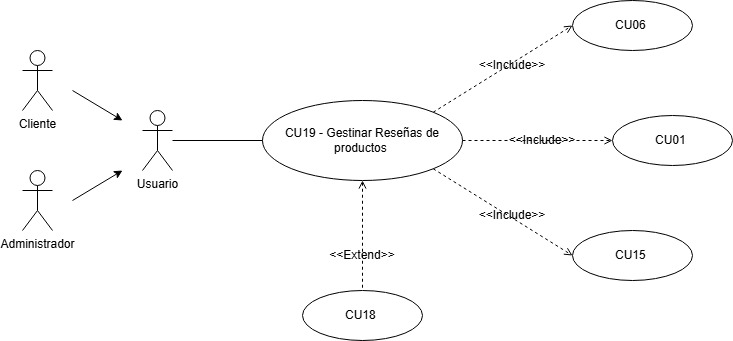 CU06
<<Include>>
Cliente
CU19 - Gestinar Reseñas de
productos
<<Include>>
CU01
Usuario
<<Include>>
Administrador
<<Extend>>
CU15
CU18